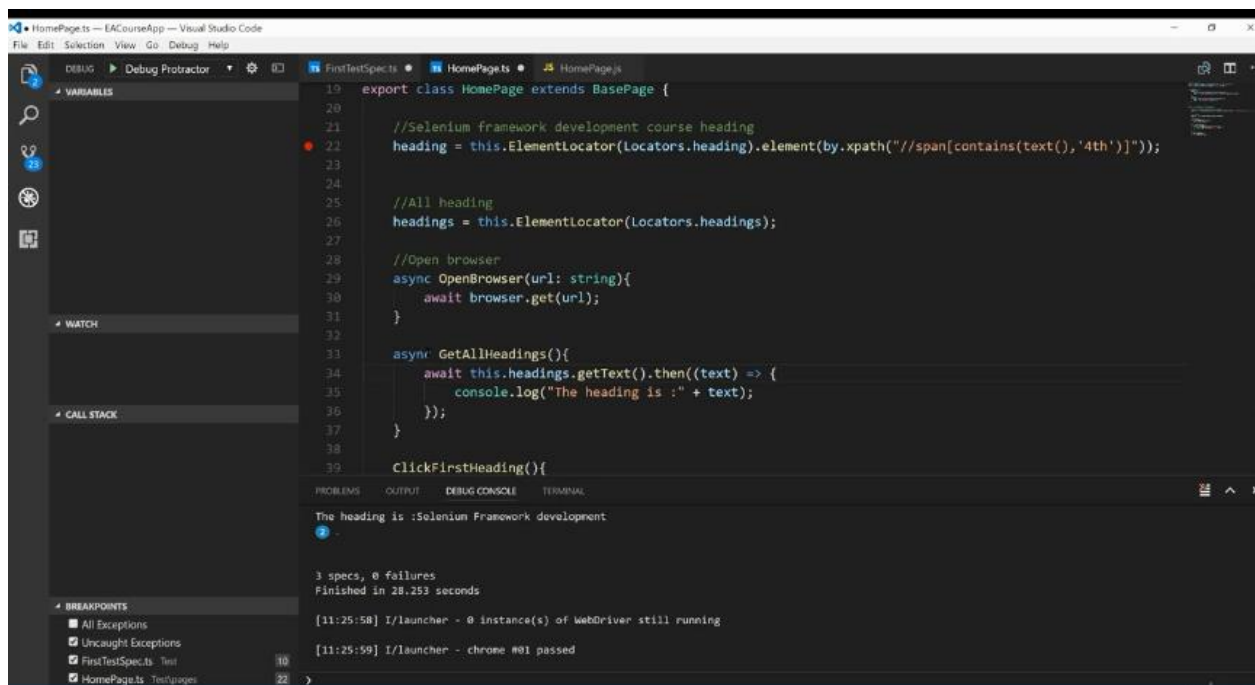 HomePage.ts — EACourseApp — Visual Studio Code
File Edit Selection View Go Debug Help
DEBUG Debug Protractor
FirstTestSpec.ts HomePage.ts HomePage.js
VARIABLES
WATCH
CALL STACK
BREAKPOINTS
All Exceptions
Uncaught Exceptions
FirstTestSpec.ts Test 10
HomePage.ts Test\pages 22
2
23
19 export class HomePage extends BasePage {
20
21 //Selenium framework development course heading
22 heading = this.ElementLocator(Locators.heading).element(by.xpath("//span[contains(text(),'4th')]"));
23
24
25 //All heading
26 headings = this.ElementLocator(Locators.headings);
27
28 //Open browser
29 async OpenBrowser(url: string){
30 await browser.get(url);
31 }
32
33 async GetAllHeadings(){
34 await this.headings.getText().then((text) => {
35 console.log("The heading is :" + text);
36 });
37 }
38
39 ClickFirstHeading(){
PROBLEMS OUTPUT DEBUG CONSOLE TERMINAL
The heading is :Selenium Framework development
2 .
3 specs, 0 failures
Finished in 28.253 seconds
[11:25:58] I/launcher - 0 instance(s) of WebDriver still running
[11:25:59] I/launcher - chrome #01 passed